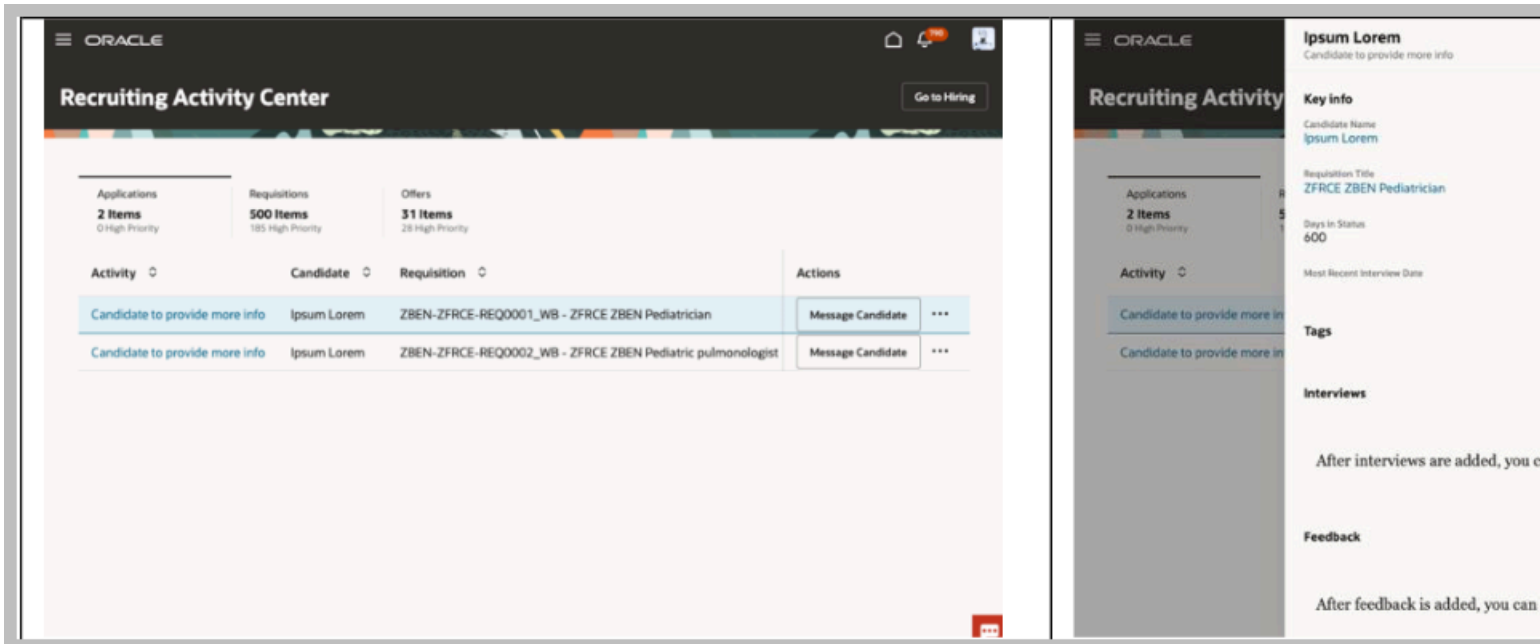 ORACLE
790
Recruiting Activity Center
Go to Hiring
Applications
2 Items
0 High Priority
Requisitions
500 Items
185 High Priority
Offers
31 Items
28 High Priority
Activity Candidate Requisition Actions
Candidate to provide more info Ipsum Lorem ZBEN-ZFRCE-REQ0001_WB - ZFRCE ZBEN Pediatrician Message Candidate ...
Candidate to provide more info Ipsum Lorem ZBEN-ZFRCE-REQ0002_WB - ZFRCE ZBEN Pediatric pulmonologist Message Candidate ...
ORACLE
Recruiting Activity
Applications
2 Items
0 High Priority
R
5
1
Activity
Candidate to provide more in
Candidate to provide more in
Ipsum Lorem
Candidate to provide more info
Key info
Candidate Name
Ipsum Lorem
Requisition Title
ZFRCE ZBEN Pediatrician
Days in Status
600
Most Recent Interview Date
Tags
Interviews
After interviews are added, you c
Feedback
After feedback is added, you can